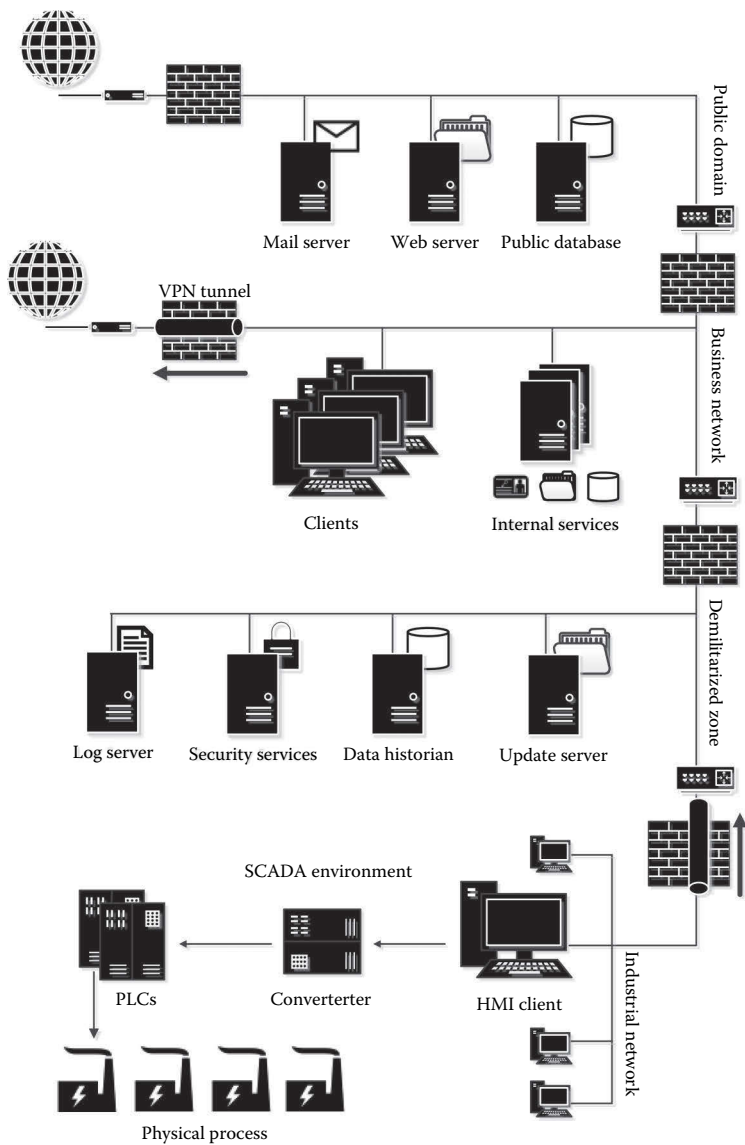 Public domain
Mail server
Web server
Public database
VPN tunnel
Business network
Clients
Internal services
Demilitarized zone
Log server
Security services
Data historian
Update server
SCADA environment
PLCs
Converterter
HMI client
Industrial network
Physical process